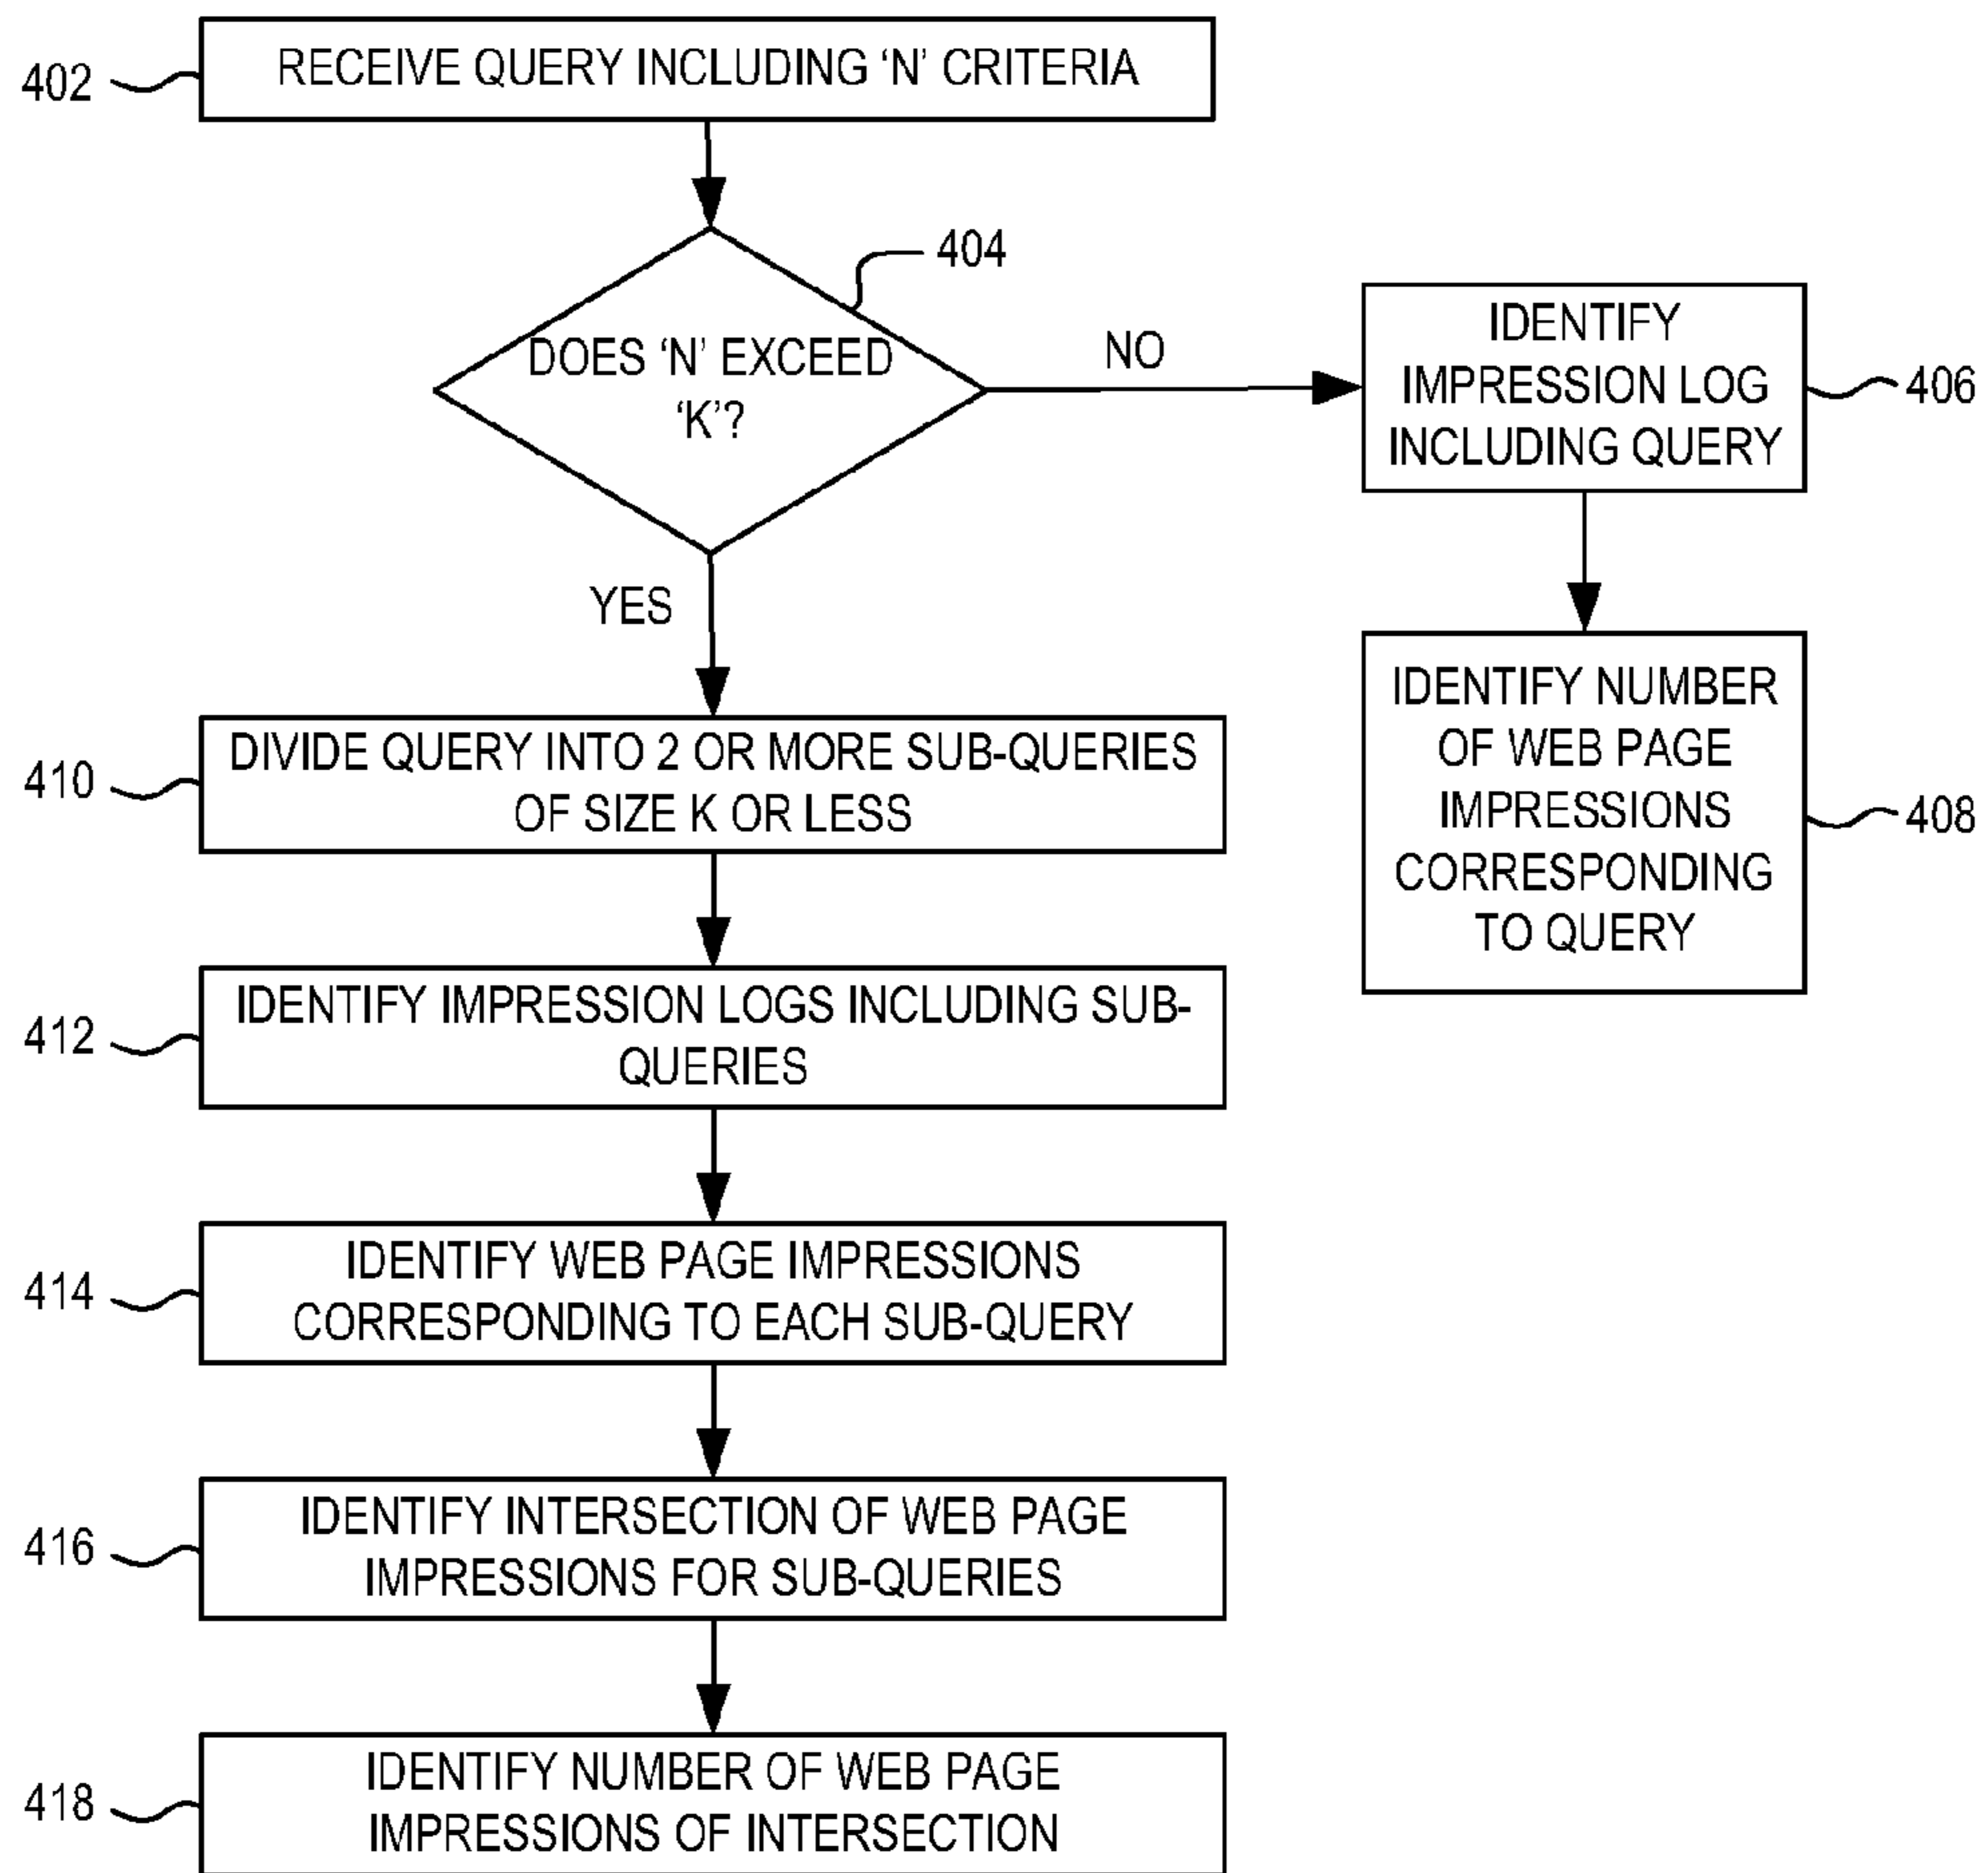 402
RECEIVE QUERY INCLUDING ‘N’ CRITERIA
404
DOES ‘N’ EXCEED
‘K’?
NO
IDENTIFY
IMPRESSION LOG
INCLUDING QUERY
406
YES
IDENTIFY NUMBER
OF WEB PAGE
IMPRESSIONS
CORRESPONDING
TO QUERY
408
410
DIVIDE QUERY INTO 2 OR MORE SUB-QUERIES
OF SIZE K OR LESS
412
IDENTIFY IMPRESSION LOGS INCLUDING SUB-
QUERIES
414
IDENTIFY WEB PAGE IMPRESSIONS
CORRESPONDING TO EACH SUB-QUERY
416
IDENTIFY INTERSECTION OF WEB PAGE
IMPRESSIONS FOR SUB-QUERIES
418
IDENTIFY NUMBER OF WEB PAGE
IMPRESSIONS OF INTERSECTION